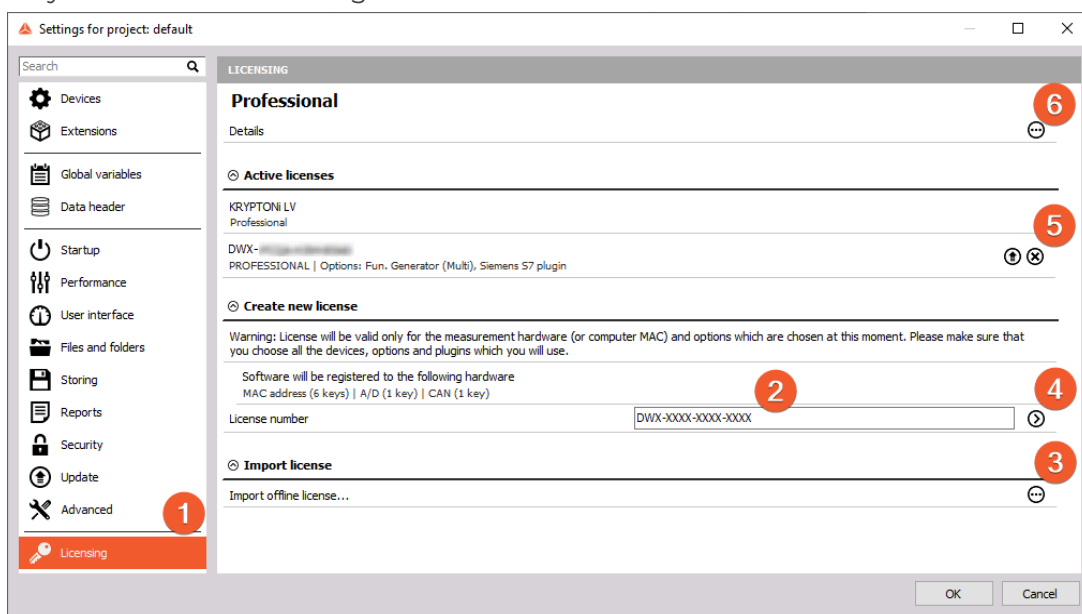 Settings for project: default
Search
LICENSING
Devices
Extensions
Global variables
Data header
Startup
Performance
User interface
Files and folders
Storing
Reports
Security
Update
Advanced
1
Licensing
Professional
6
Details
Active licenses
KRYPTONi LV
Professional
5
DWX-
PROFESSIONAL | Options: Fun. Generator (Multi), Siemens S7 plugin
Create new license
Warning: License will be valid only for the measurement hardware (or computer MAC) and options which are chosen at this moment. Please make sure that
you choose all the devices, options and plugins which you will use.
Software will be registered to the following hardware
MAC address (6 keys) | A/D (1 key) | CAN (1 key)
2
4
License number
DWX-XXXX-XXXX-XXXX
Import license
3
Import offline license...
OK
Cancel